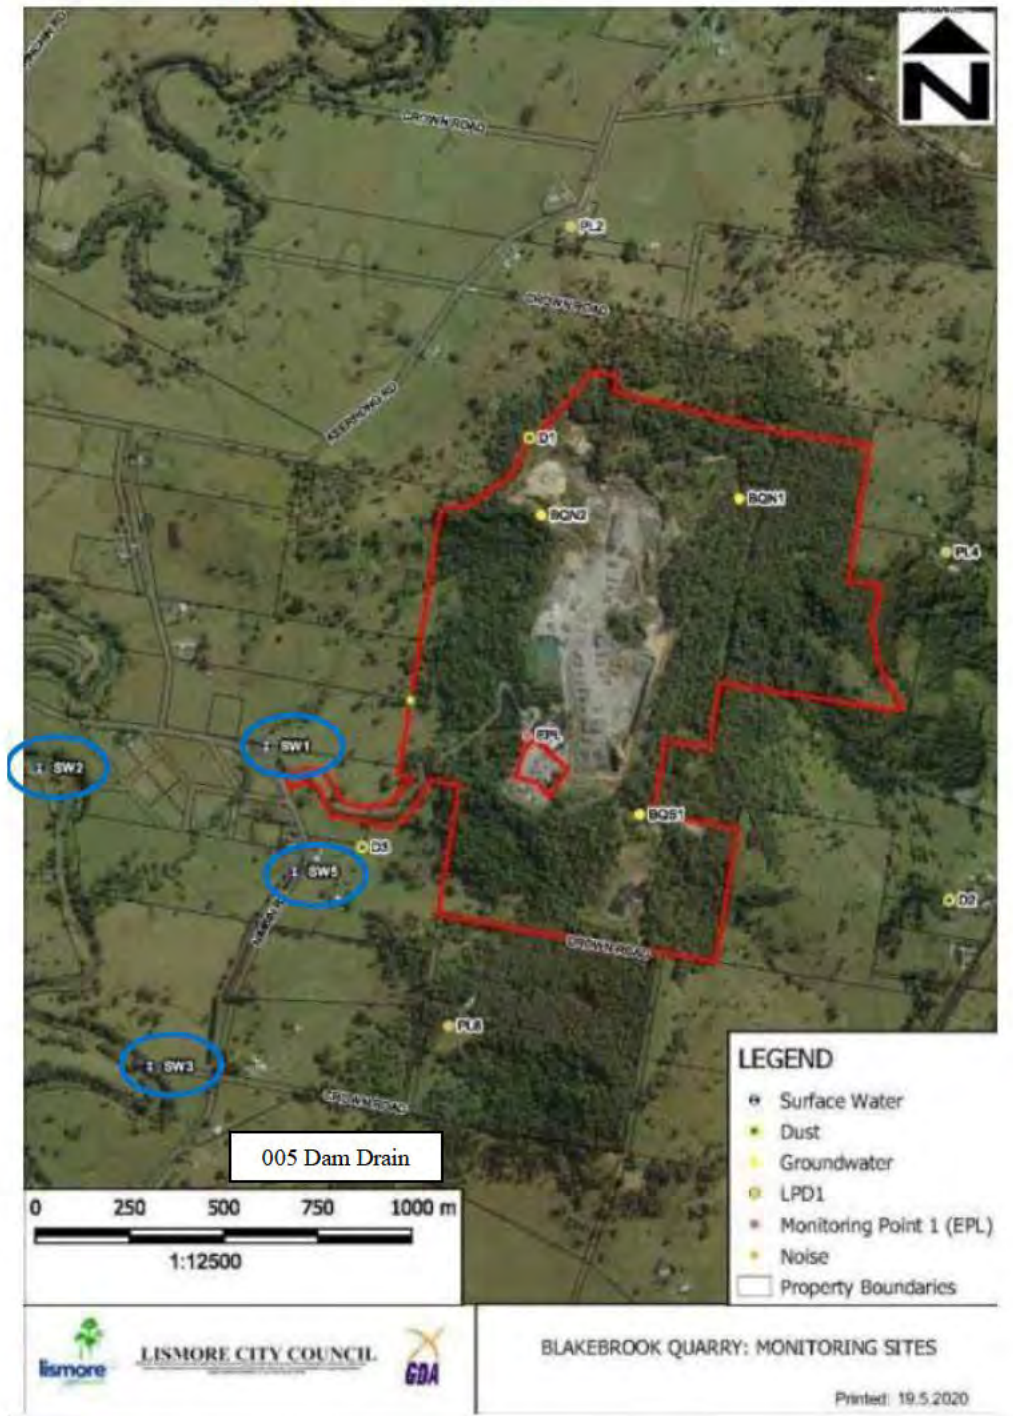 N
CROWN ROAD
PL2
CROWN ROAD
KEERRONG RD
D1
BQN1
BQN2
PL4
EPL
SW1
SW2
BQS1
D3
SW5
D2
CROWN ROAD
PL8
SW3
CROWN ROAD
005 Dam Drain
LEGEND
Surface Water
Dust
Groundwater
LPD1
Monitoring Point 1 (EPL)
Noise
Property Boundaries
0 250 500 750 1000 m
1:12500
lismore
LISMORE CITY COUNCIL
GDA
BLAKEBROOK QUARRY: MONITORING SITES
Printed: 19.5.2020